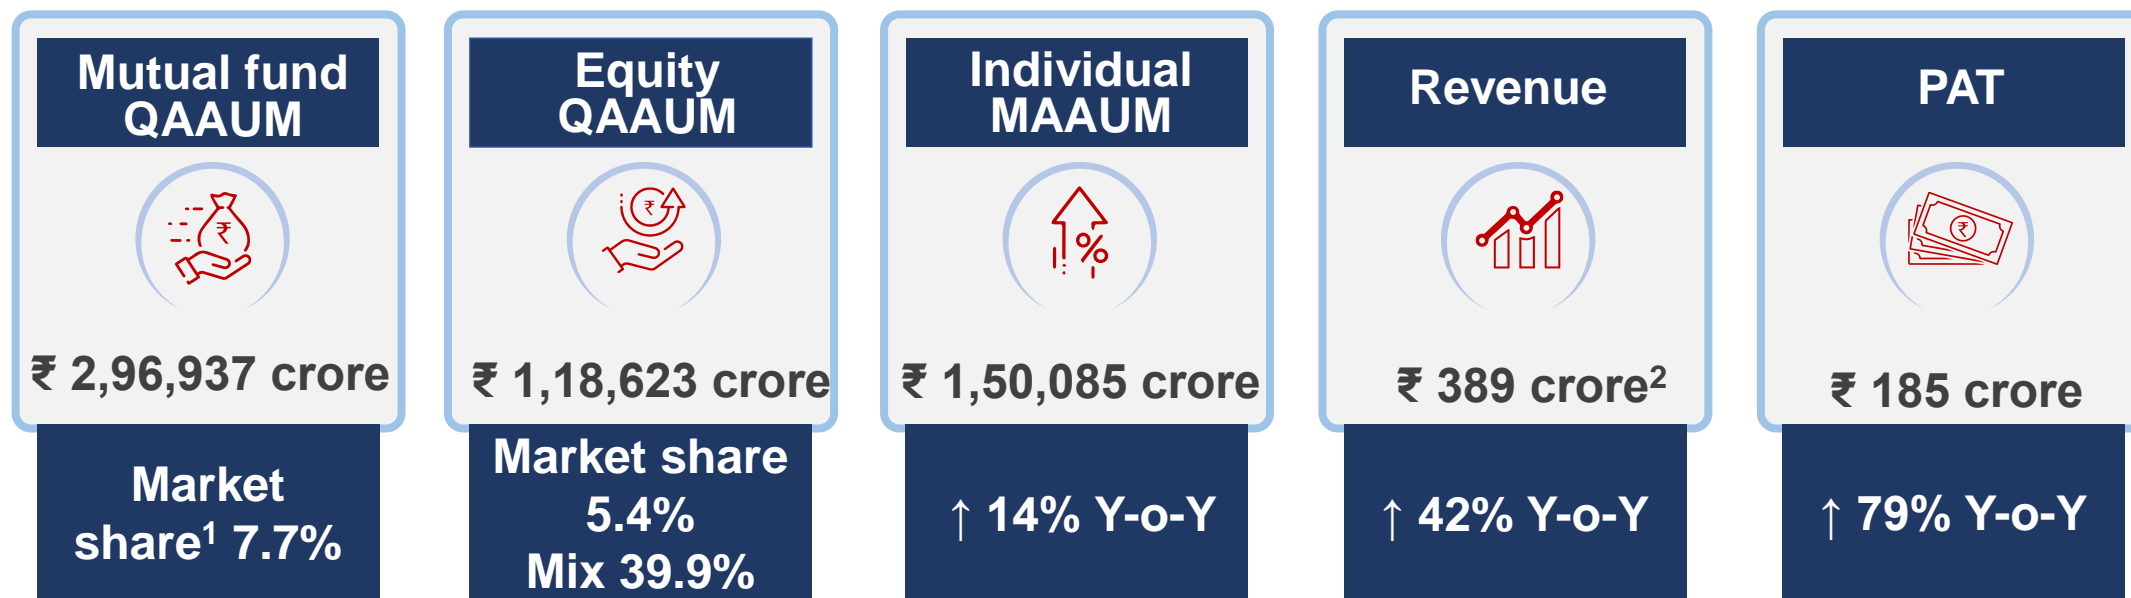 Mutual fund
QAAUM
₹
₹ 2,96,937 crore
Market
share¹ 7.7%
Equity
QAAUM
₹
₹ 1,18,623 crore
Market share
5.4%
Mix 39.9%
Individual
MAAUM
%
₹ 1,50,085 crore
↑ 14% Y-o-Y
Revenue
₹ 389 crore²
↑ 42% Y-o-Y
PAT
₹
₹ 185 crore
↑ 79% Y-o-Y